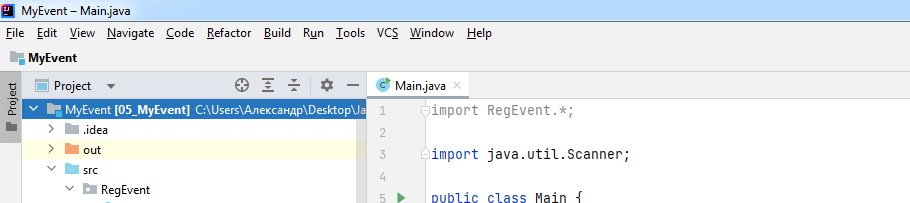 MyEvent – Main.java
File Edit View Navigate Code Refactor Build Run Tools VCS Window Help
MyEvent
Project
Project
Main.java
MyEvent [05_MyEvent] C:\Users\Александр\Desktop\Ja
.idea
out
src
RegEvent
1 import RegEvent.*;
2
3 import java.util.Scanner;
5 public class Main {